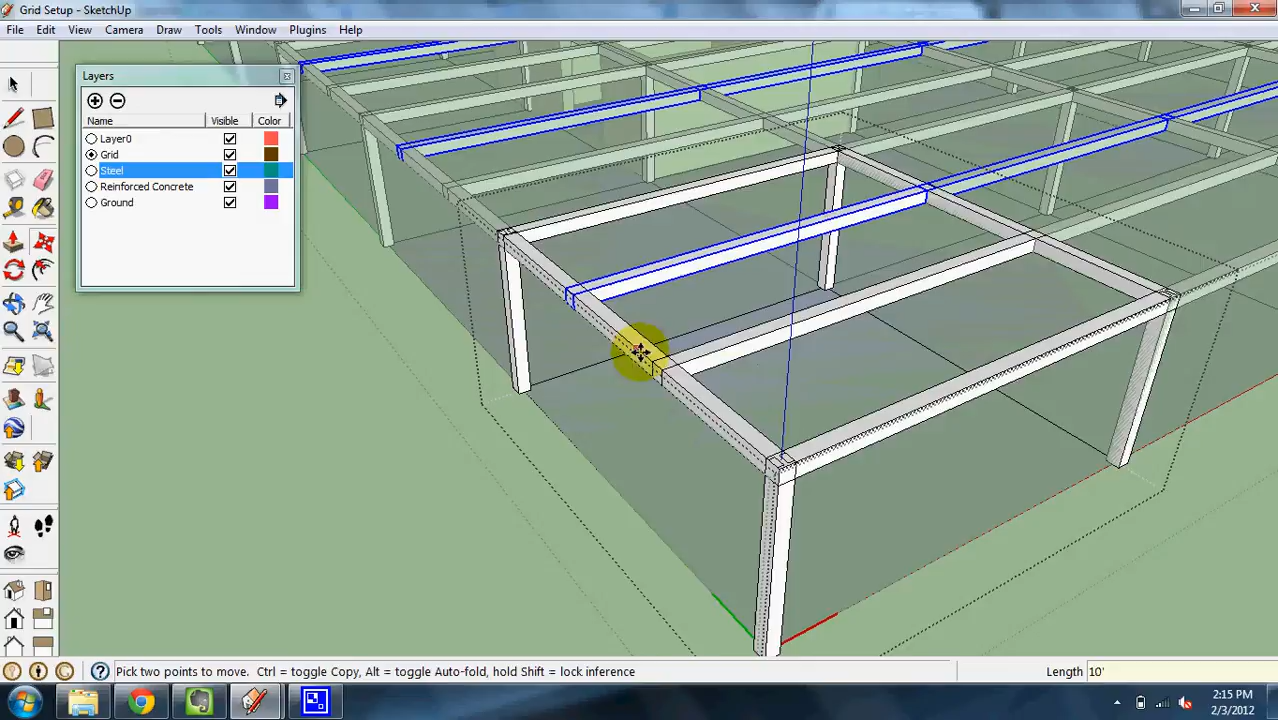 Grid Setup - SketchUp
File Edit View Camera Draw Tools Window Plugins Help
Layers
Name Visible Color
Layer0
Grid
Steel
Reinforced Concrete
Ground
Pick two points to move. Ctrl = toggle Copy, Alt = toggle Auto-fold, hold Shift = lock inference
Length 10'
2:15 PM
2/3/2012